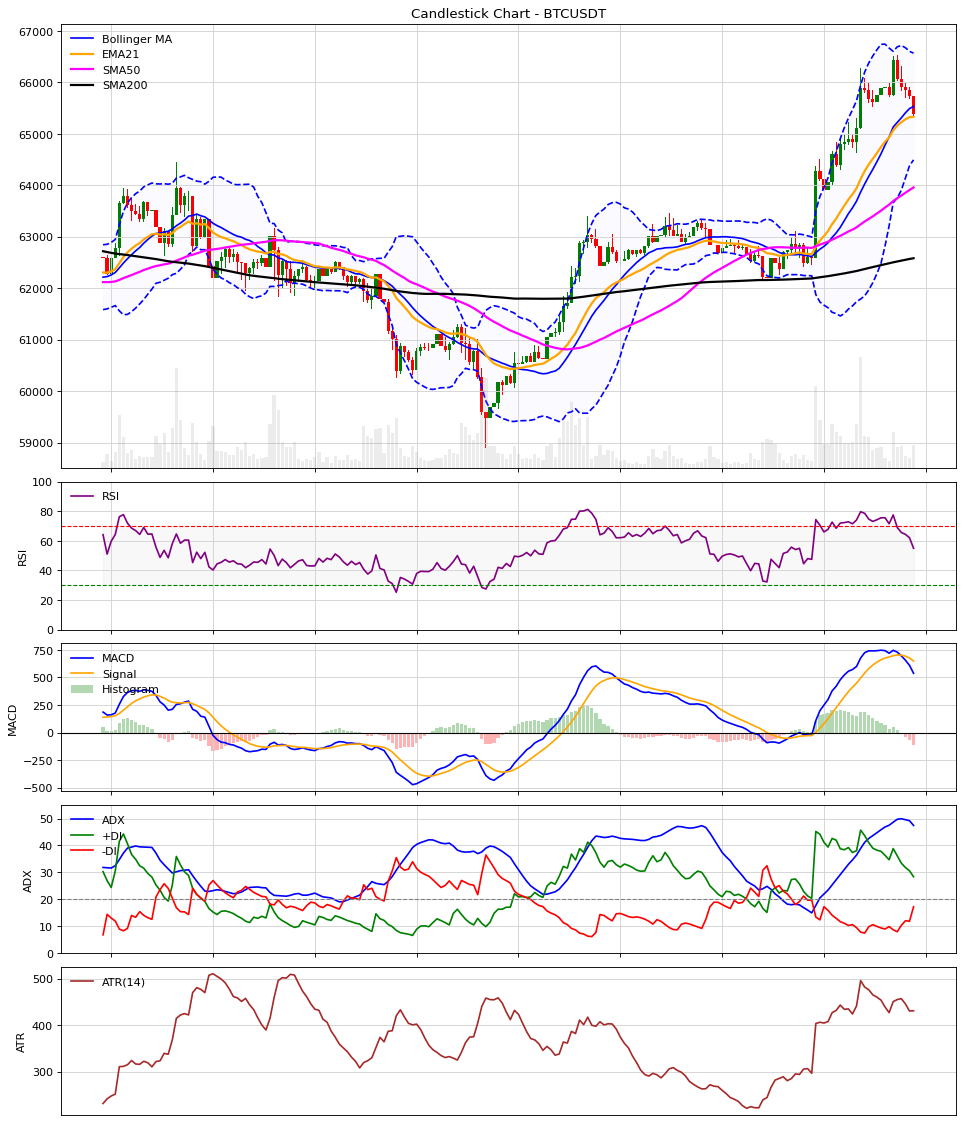 Candlestick Chart - BTCUSDT
67000
66000
65000
64000
63000
62000
61000
60000
59000
Bollinger MA
EMA21
SMA50
SMA200
100
80
60
40
20
0
RSI
RSI
750
500
250
0
−250
−500
MACD
MACD
Signal
Histogram
50
40
30
20
10
0
ADX
ADX
+DI
-DI
500
400
300
ATR
ATR(14)